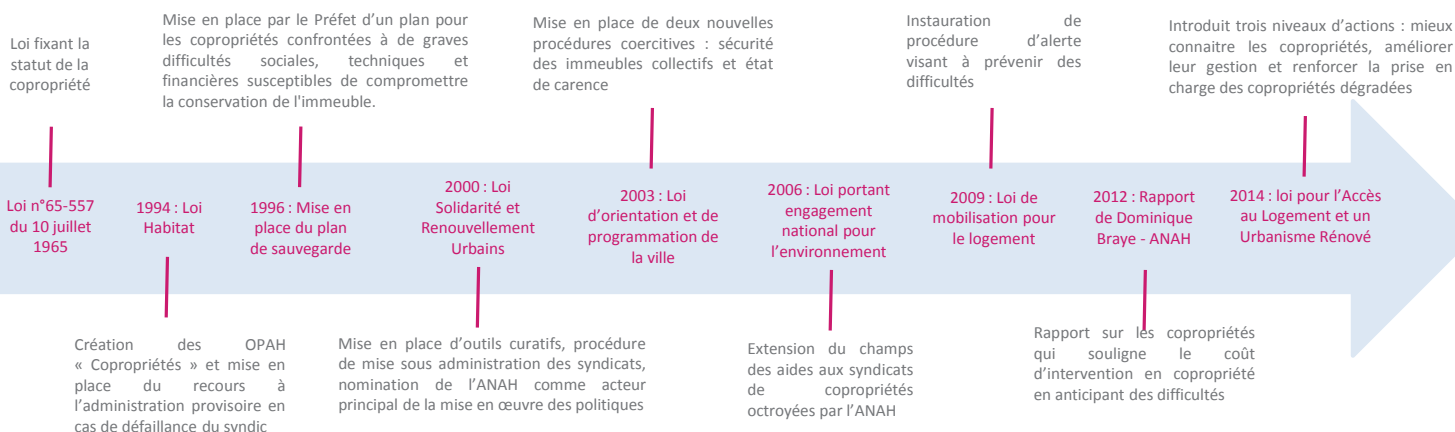 Loi fixant la
statut de la
copropriété
Mise en place par le Préfet d'un plan pour
les copropriétés confrontées à de graves
difficultés sociales, techniques et
financières susceptibles de compromettre
la conservation de l'immeuble.
Mise en place de deux nouvelles
procédures coercitives : sécurité
des immeubles collectifs et état
de carence
Instauration de
procédure d'alerte
visant à prévenir des
difficultés
Introduit trois niveaux d'actions : mieux
connaitre les copropriétés, améliorer
leur gestion et renforcer la prise en
charge des copropriétés dégradées
Loi n°65-557
du 10 juillet
1965
1994 : Loi
Habitat
1996 : Mise en
place du plan
de sauvegarde
2000 : Loi
Solidarité et
Renouvellement
Urbains
2003 : Loi
d'orientation et de
programmation de
la ville
2006 : Loi portant
engagement
national pour
l'environnement
2009 : Loi de
mobilisation pour
le logement
2012 : Rapport
de Dominique
Braye - ANAH
2014 : loi pour l'Accès
au Logement et un
Urbanisme Rénové
Création des OPAH
« Copropriétés » et mise en
place du recours à
l'administration provisoire en
cas de défaillance du syndic
Mise en place d'outils curatifs, procédure
de mise sous administration des syndicats,
nomination de l'ANAH comme acteur
principal de la mise en œuvre des politiques
Extension du champs
des aides aux syndicats
de copropriétés
octroyées par l'ANAH
Rapport sur les copropriétés
qui souligne le coût
d'intervention en copropriété
en anticipant des difficultés